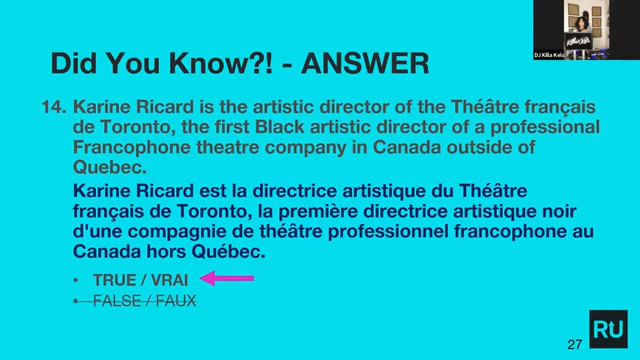 DJ Killa Kels
Did You Know?! - ANSWER
14. Karine Ricard is the artistic director of the Théâtre français
de Toronto, the first Black artistic director of a professional
Francophone theatre company in Canada outside of
Quebec.
Karine Ricard est la directrice artistique du Théâtre
français de Toronto, la première directrice artistique noir
d'une compagnie de théâtre professionnel francophone au
Canada hors Québec.
• TRUE / VRAI
• FALSE / FAUX
27
RU